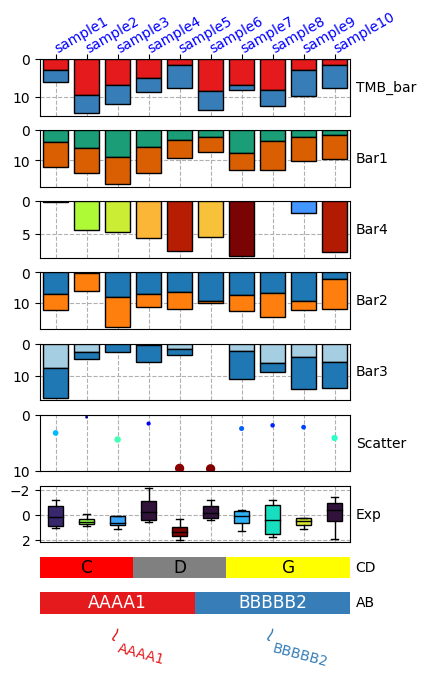 sample1 sample2 sample3 sample4 sample5 sample6 sample7 sample8 sample9 sample10
0
10
TMB_bar
0
10
Bar1
0
5
Bar4
0
10
Bar2
0
10
Bar3
0
10
Scatter
−2
0
2
Exp
C D G CD
AAAA1 BBBBB2 AB
AAAA1 BBBBB2